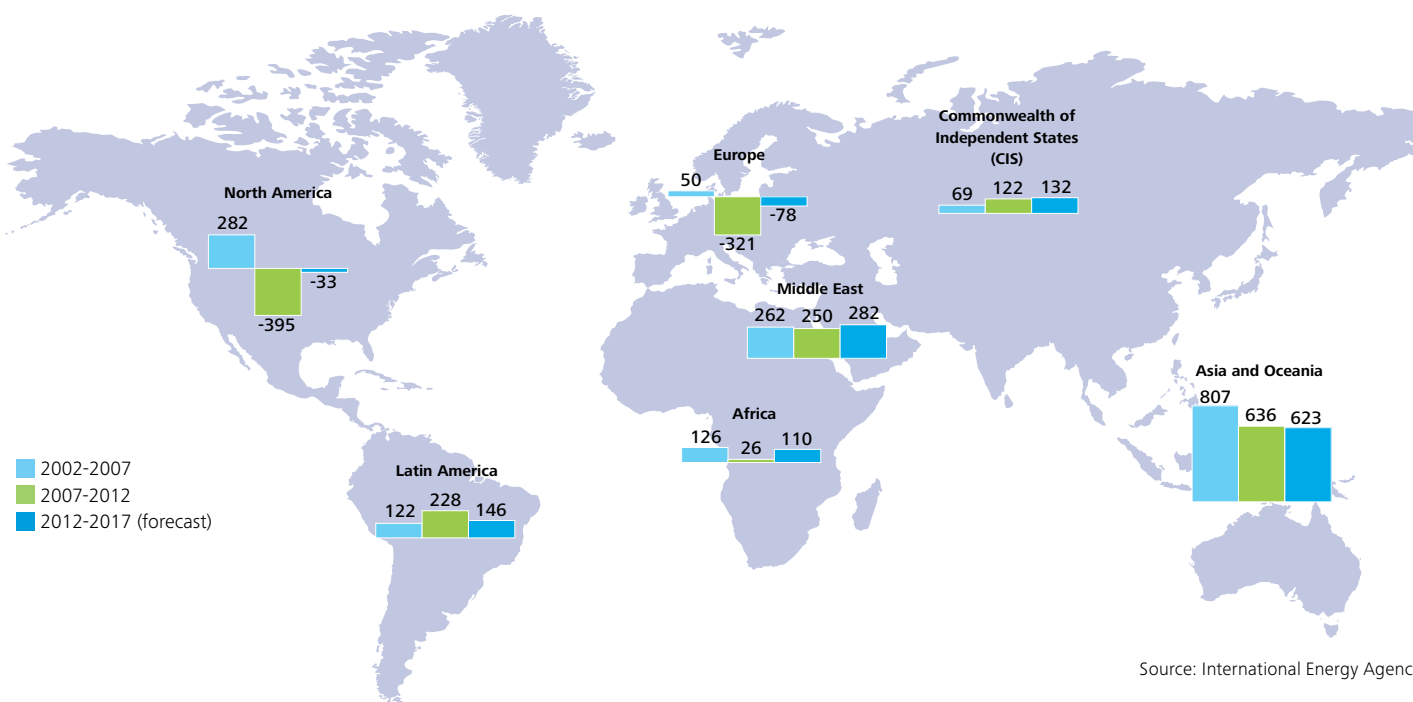 Commonwealth of
Independent States
(CIS)
69 122 132
Europe
50
-78
-321
North America
282
-33
-395
Middle East
262 250 282
Asia and Oceania
807
636 623
Africa
126 26 110
Latin America
122 228 146
2002-2007
2007-2012
2012-2017 (forecast)
Source: International Energy Agenc